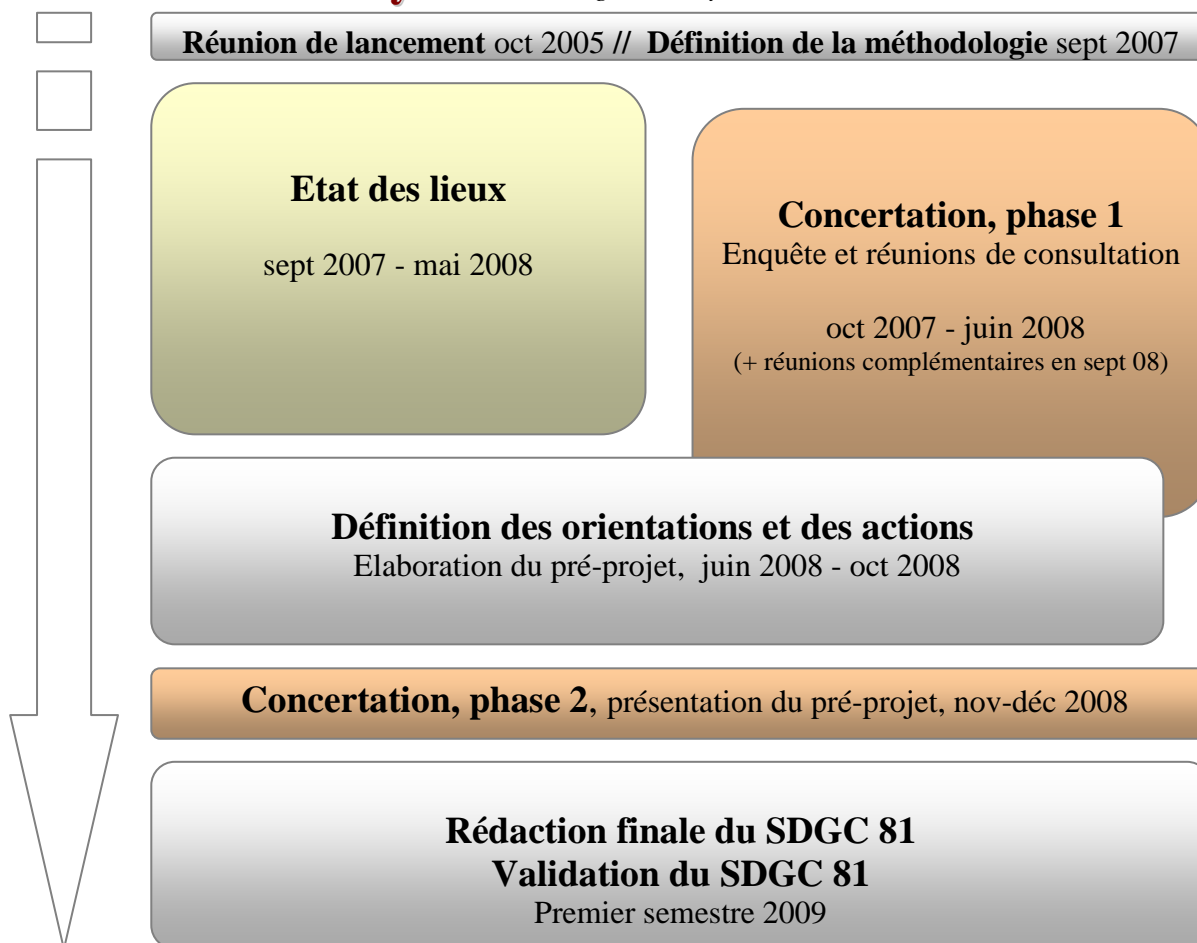 Réunion de lancement oct 2005 // Définition de la méthodologie sept 2007
Etat des lieux
sept 2007 - mai 2008
Concertation, phase 1
Enquête et réunions de consultation
oct 2007 - juin 2008
(+ réunions complémentaires en sept 08)
Définition des orientations et des actions
Elaboration du pré-projet, juin 2008 - oct 2008
Concertation, phase 2, présentation du pré-projet, nov-déc 2008
Rédaction finale du SDGC 81
Validation du SDGC 81
Premier semestre 2009